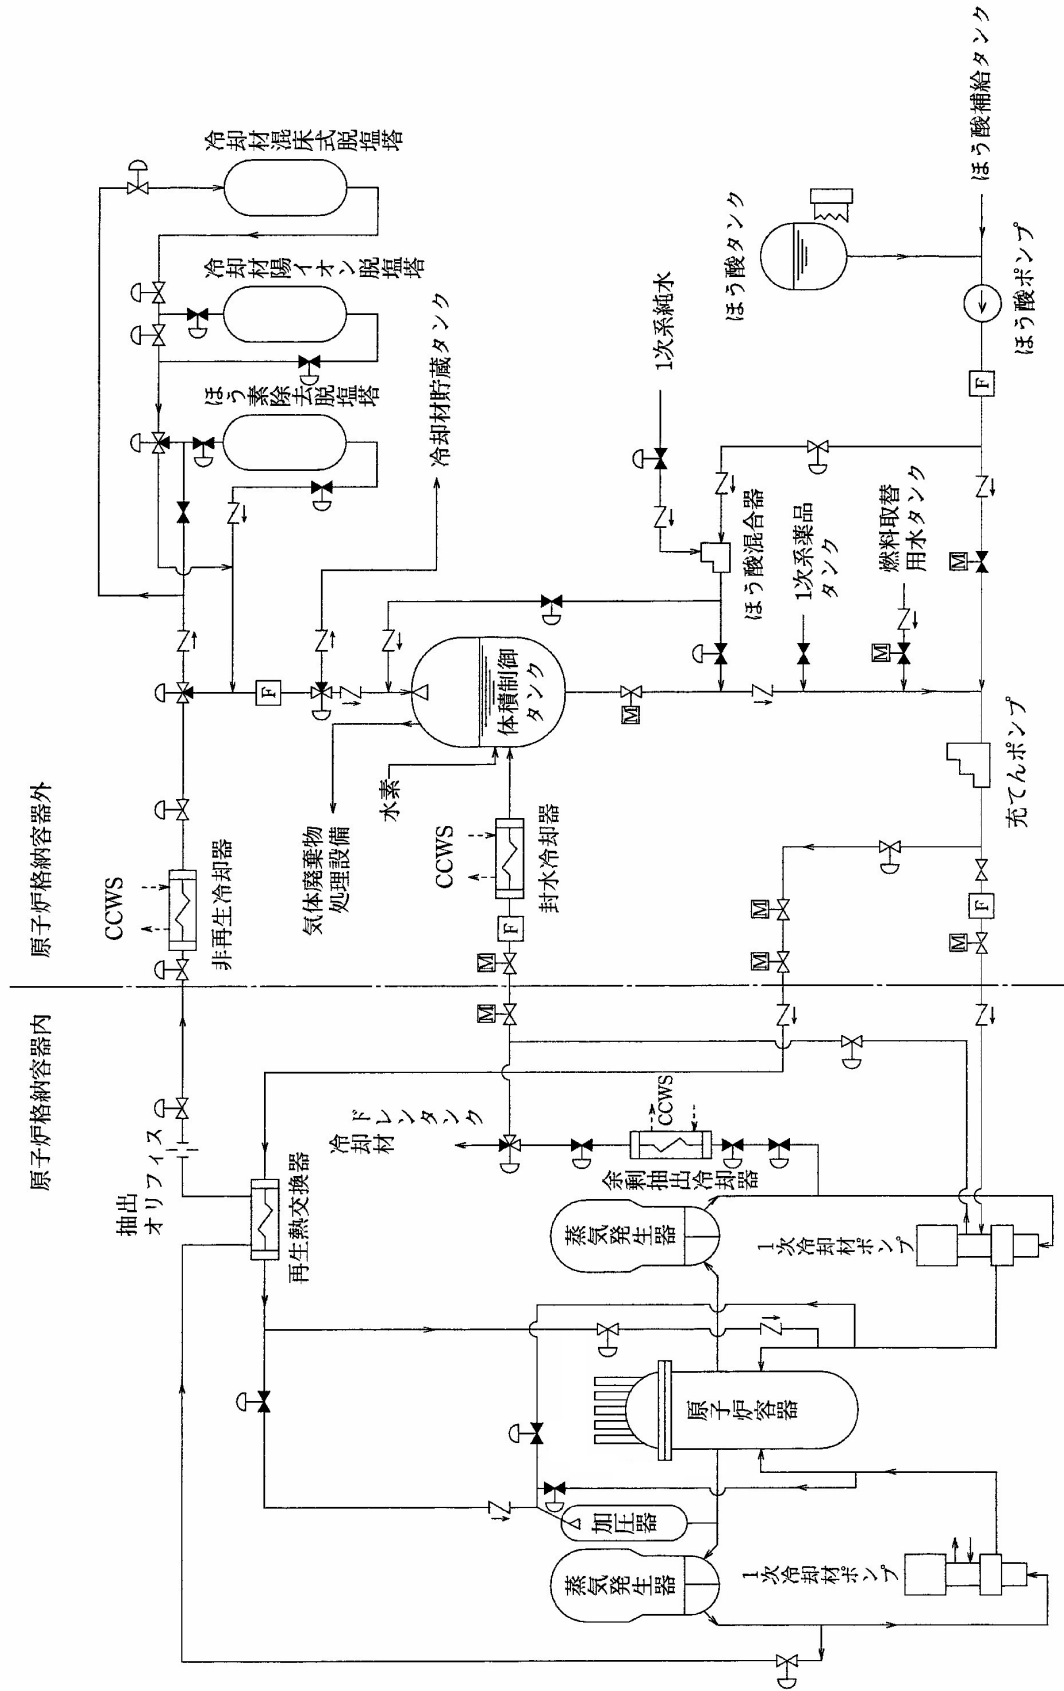 原子炉格納容器外
原子炉格納容器内
冷却材混床式脱塩塔
冷却材陽イオン脱塩塔
ほう素除去脱塩塔
冷却材貯蔵タンク
CCWS
非再生冷却器
F
気体廃棄物
処理設備
水素
体積制御
タンク
CCWS
封水冷却器
F
M
M
M
1次系純水
ほう酸タンク
ほう酸補給タンク
ほう酸ポンプ
F
ほう酸混合器
1次系薬品
タンク
燃料取替
用水タンク
M
M
充てんポンプ
M
M
F
M
抽出
オリフィス
再生熱交換器
冷却材
ドレンタンク
CCWS
余剰抽出冷却器
蒸気発生器
1次冷却材ポンプ
原子炉容器
加圧器
蒸気発生器
1次冷却材ポンプ